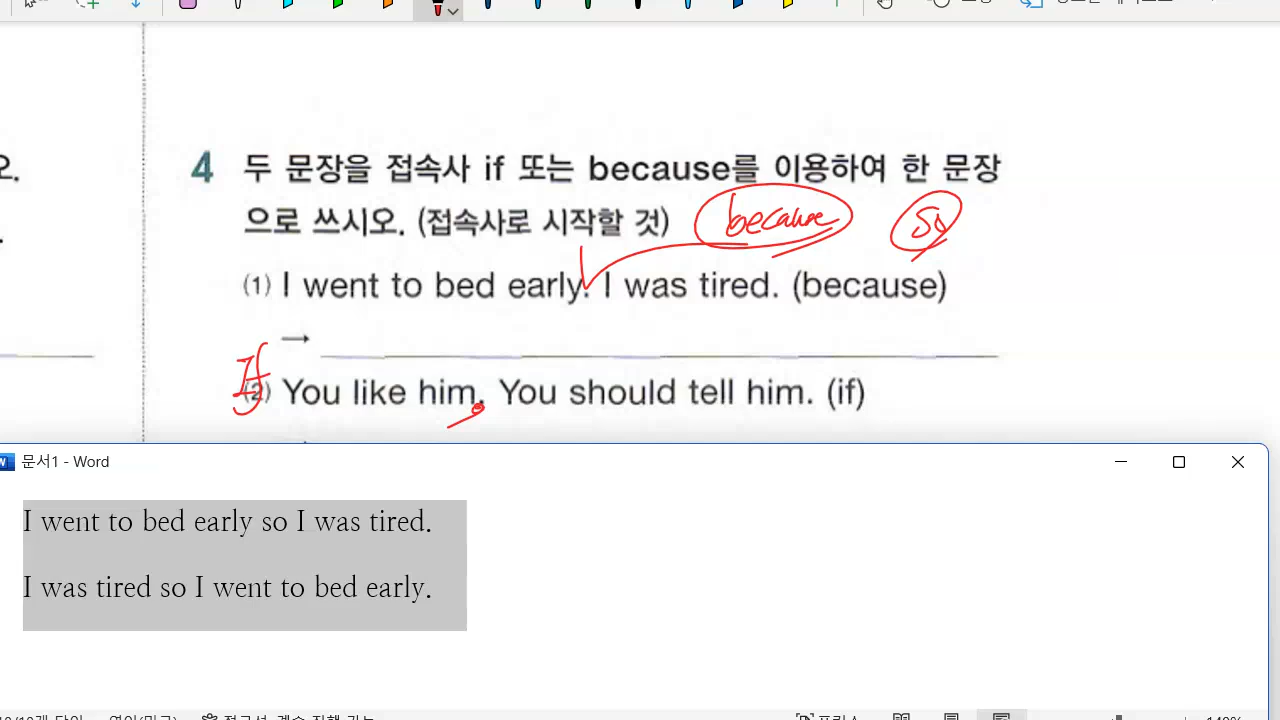 오.
4 두 문장을 접속사 if 또는 because를 이용하여 한 문장
으로 쓰시오. (접속사로 시작할 것) because so
(1) I went to bed early. I was tired. (because)
→
If
(2) You like him. You should tell him. (if)
문서1 - Word
I went to bed early so I was tired.
I was tired so I went to bed early.